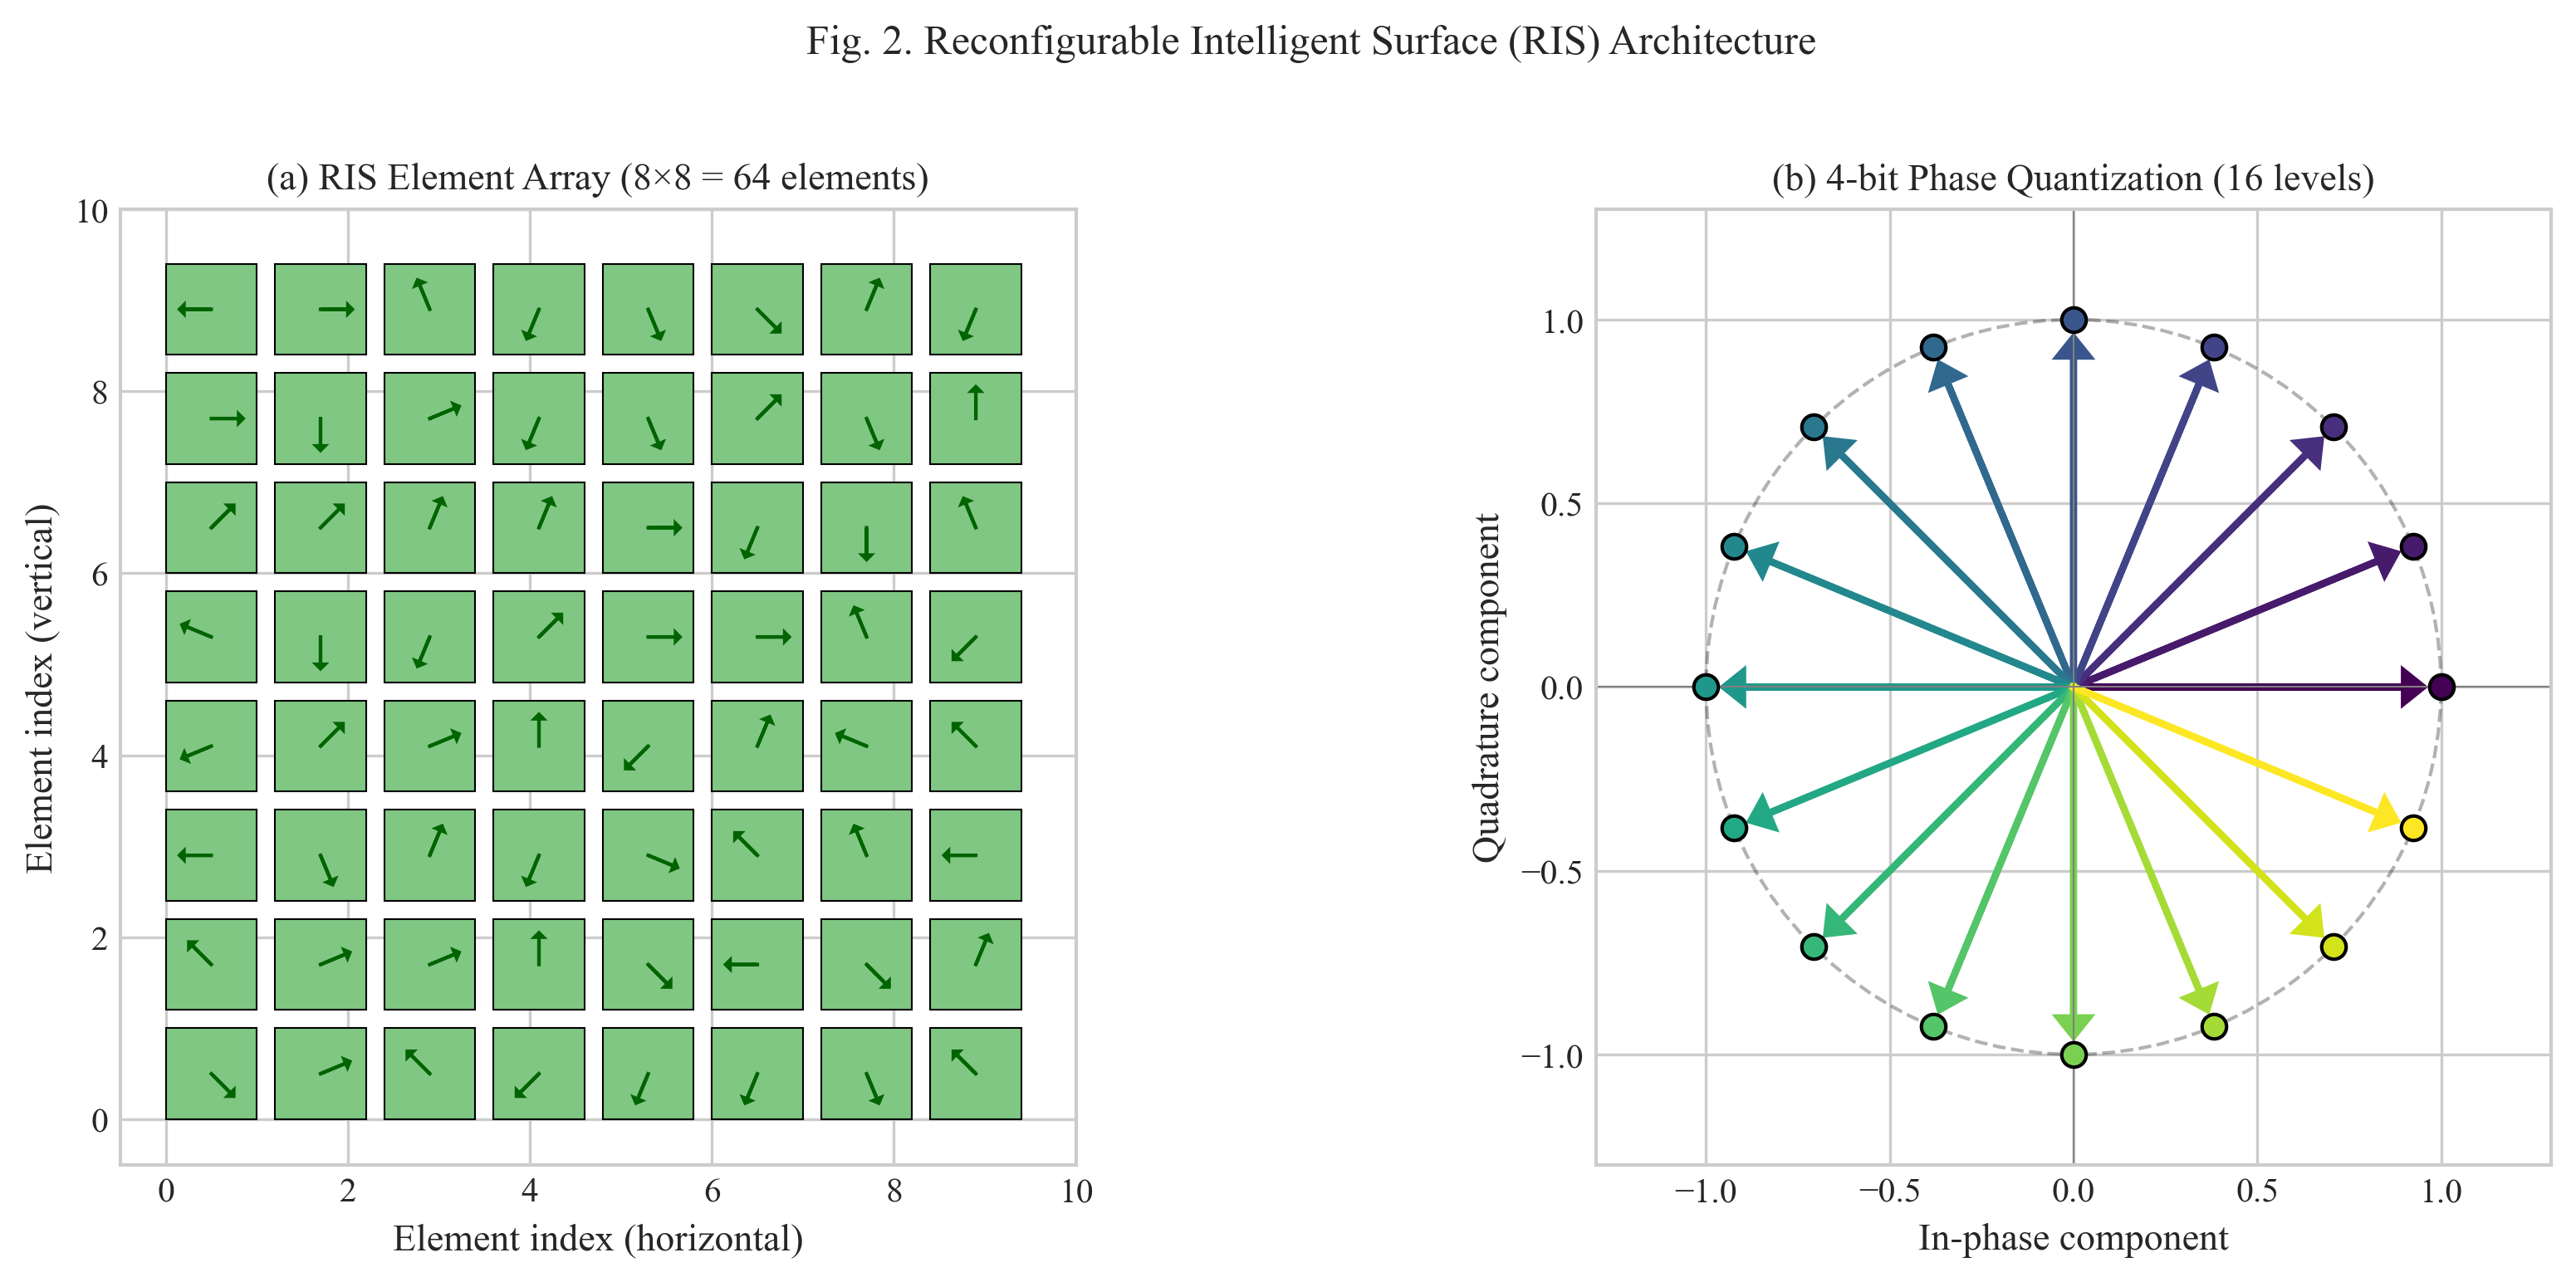 Fig. 2. Reconfigurable Intelligent Surface (RIS) Architecture
(a) RIS Element Array (8×8 = 64 elements)
10
8
6
4
2
0
Element index (vertical)
0 2 4 6 8 10
Element index (horizontal)
(b) 4-bit Phase Quantization (16 levels)
1.0
0.5
0.0
−0.5
−1.0
Quadrature component
−1.0 −0.5 0.0 0.5 1.0
In-phase component